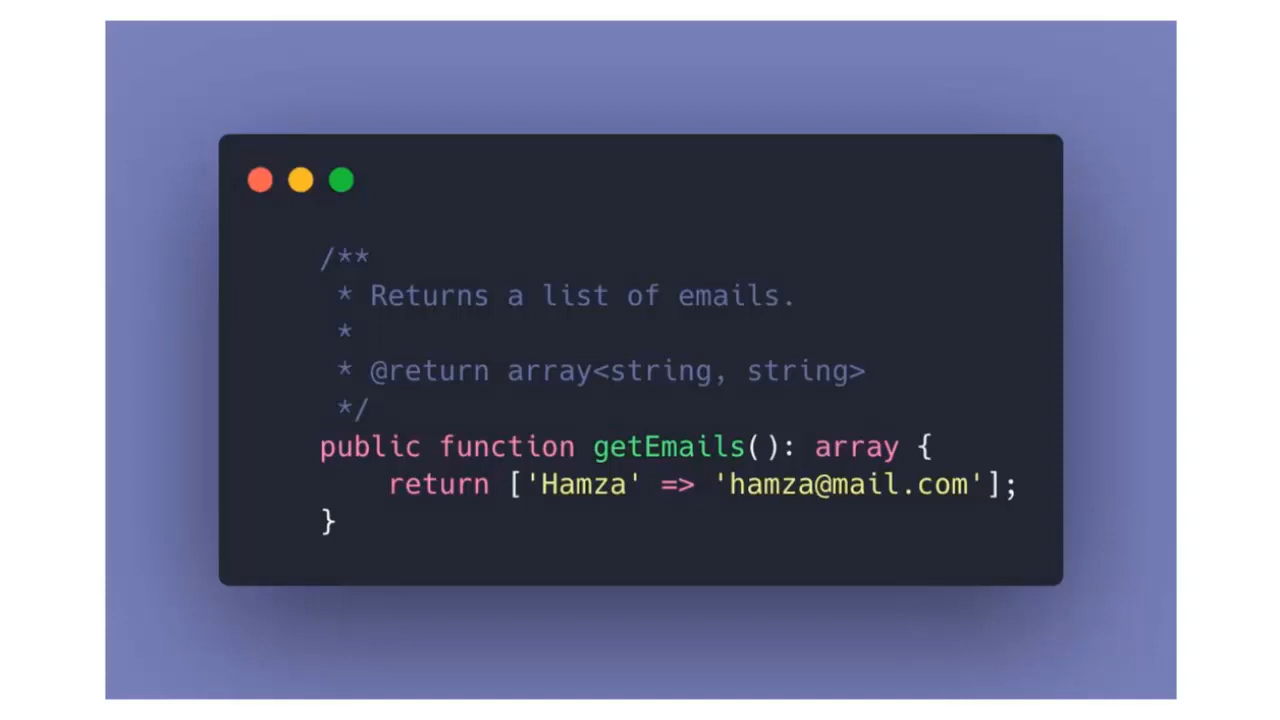 /**
 * Returns a list of emails.
 *
 * @return array<string, string>
 */
public function getEmails(): array {
    return ['Hamza' => 'hamza@mail.com'];
}